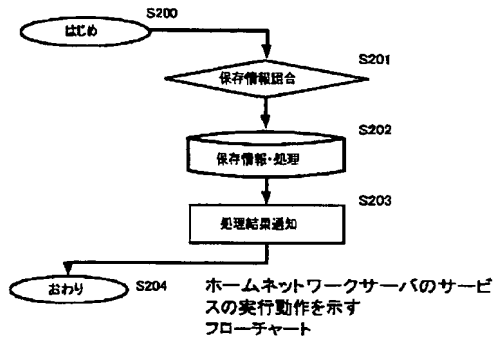 S200
はじめ
S201
保存情報照合
S202
保存情報・処理
S203
処理結果通知
おわり
S204
ホームネットワークサーバのサービ
スの実行動作を示す
フローチャート